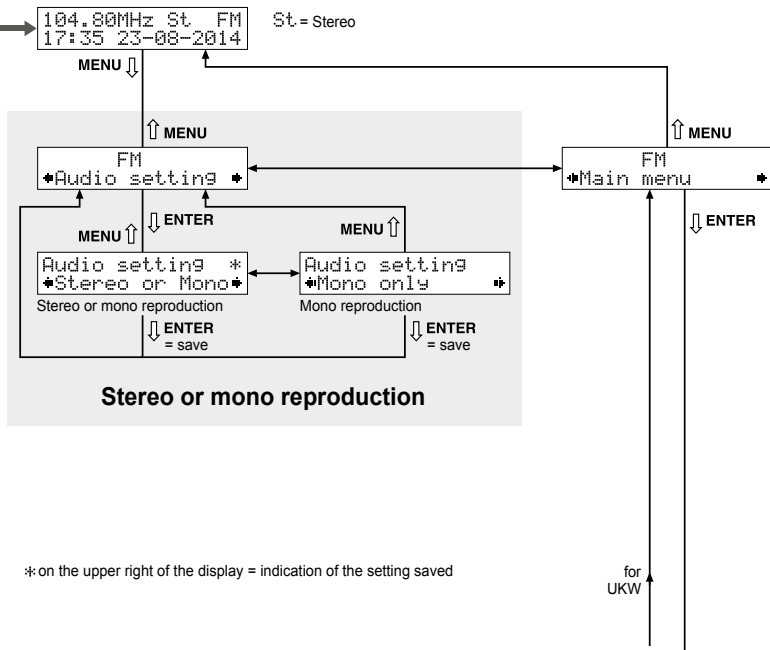 104.80MHz St FM
17:35 23-08-2014
St = Stereo
MENU
MENU
MENU
FM
Audio setting
FM
Main menu
ENTER
MENU
MENU
ENTER
Audio setting *
Stereo or Mono
Audio setting
Mono only
Stereo or mono reproduction
Mono reproduction
ENTER
= save
ENTER
= save
Stereo or mono reproduction
* on the upper right of the display = indication of the setting saved
for
UKW